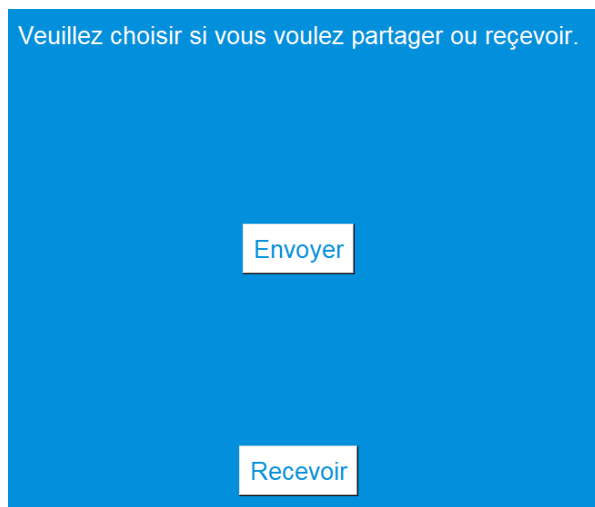 Veuillez choisir si vous voulez partager ou reçevoir.
Envoyer
Recevoir